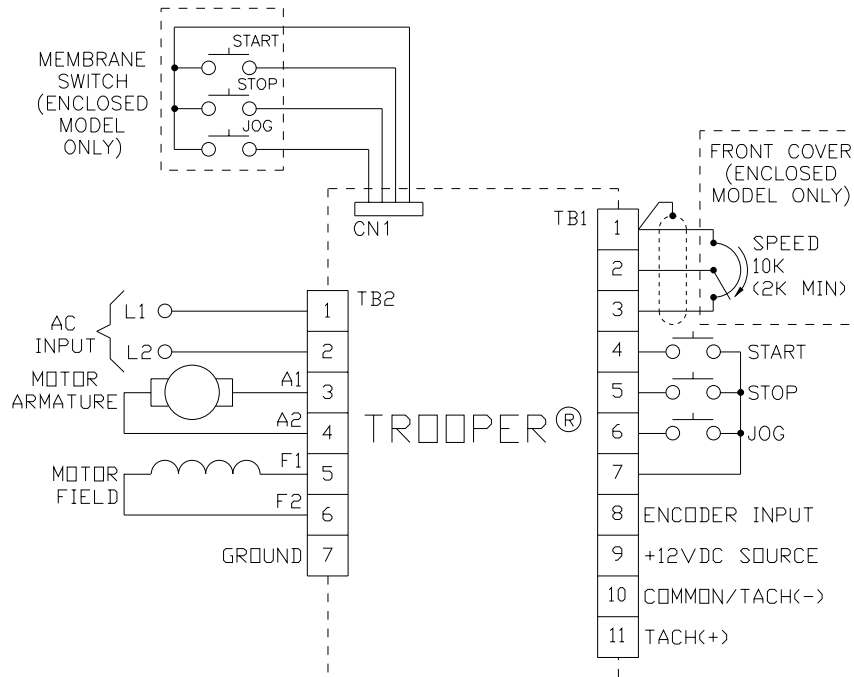 START
STOP
JOG
MEMBRANE
SWITCH
(ENCLOSED
MODEL
ONLY)
CN1
FRONT COVER
(ENCLOSED
MODEL ONLY)
TB1
1
2
3
4
5
6
7
8
9
10
11
SPEED
10K
(2K MIN)
START
STOP
JOG
ENCODER INPUT
+12VDC SOURCE
COMMON/TACH(-)
TACH(+)
TB2
1
2
3
4
5
6
7
AC
INPUT
L1
L2
MOTOR
ARMATURE
A1
A2
MOTOR
FIELD
F1
F2
GROUND
TROOPER®